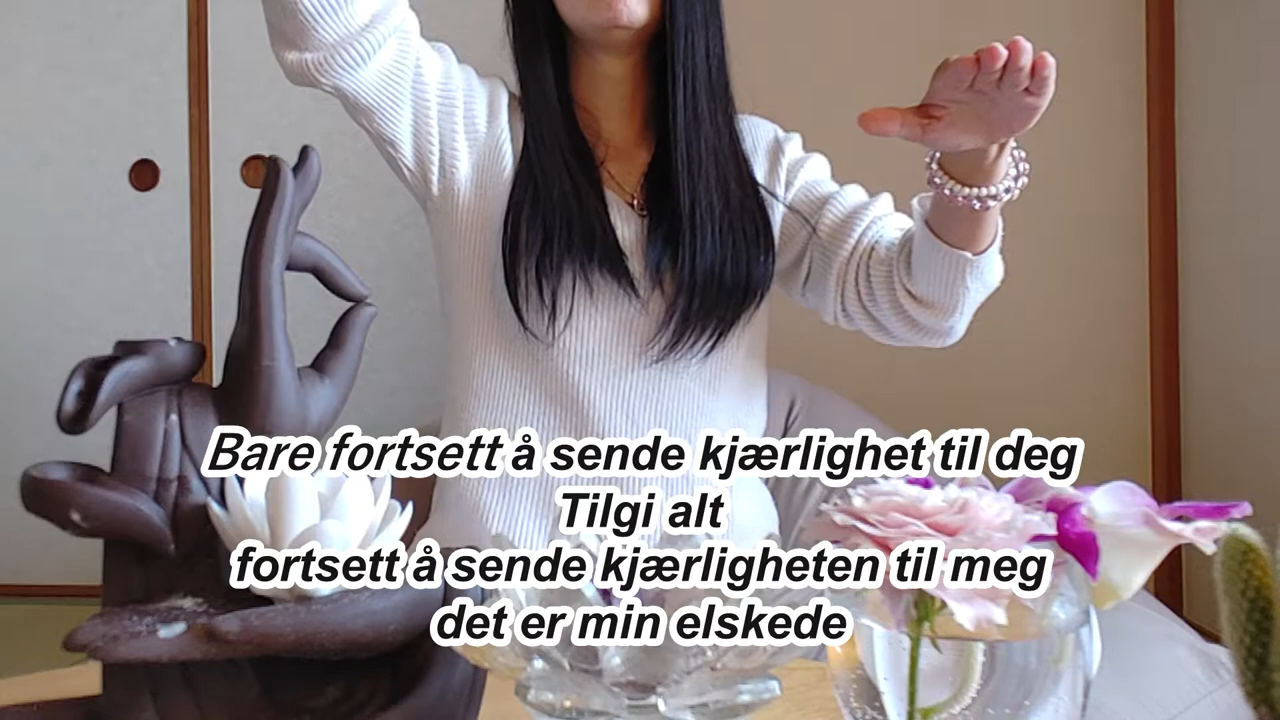 Bare fortsett å sende kjærlighet til deg
Tilgi alt
fortsett å sende kjærligheten til meg
det er min elskede